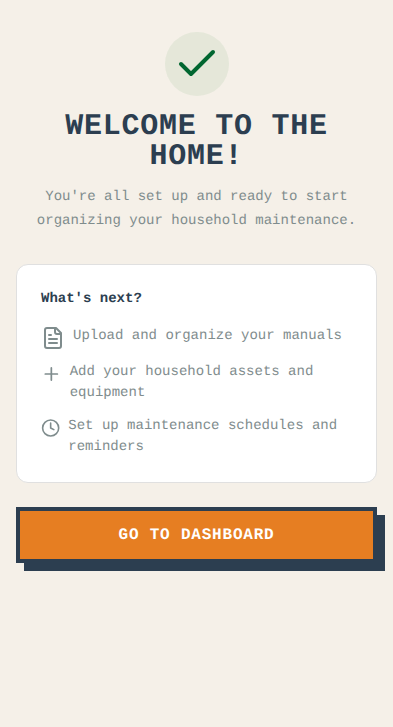 WELCOME TO THE
HOME!
You're all set up and ready to start
organizing your household maintenance.
What's next?
Upload and organize your manuals
Add your household assets and
equipment
Set up maintenance schedules and
reminders
GO TO DASHBOARD